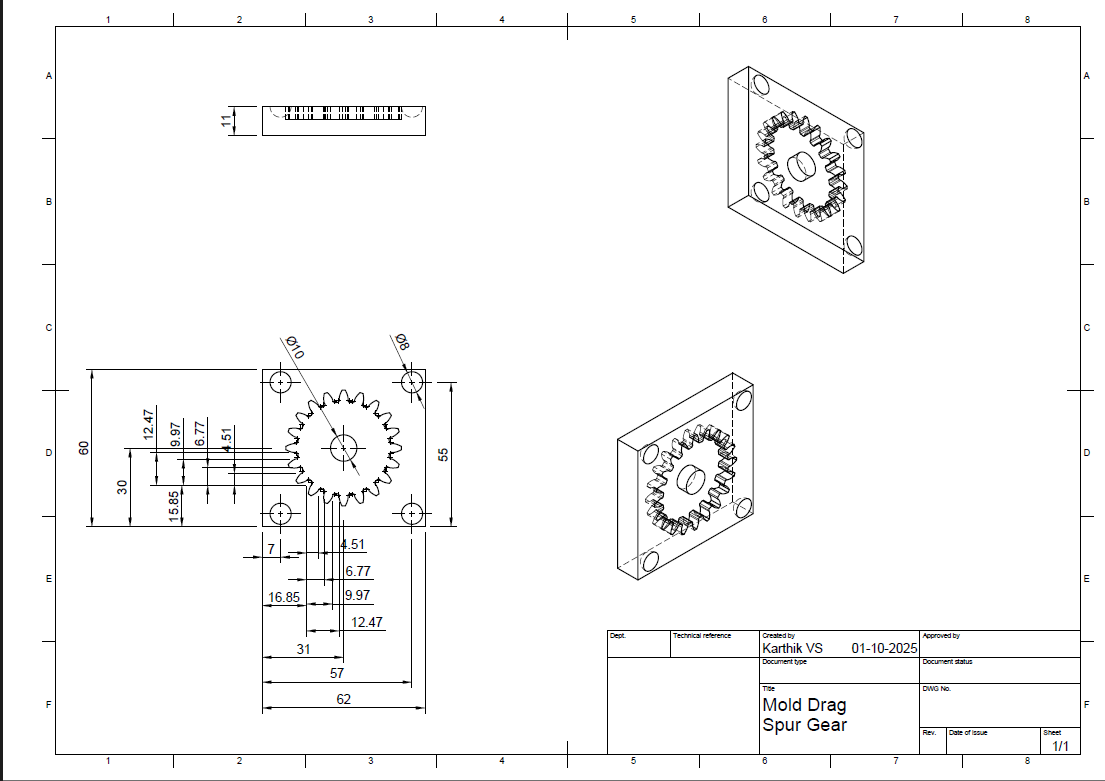 1 2 3 4 5 6 7 8
A A
11
B B
C C
Ø10
Ø8
12.47
9.97
6.77
4.51
60
D D
55
30
15.85
7
4.51
6.77
E E
16.85
9.97
12.47
31
57
62
Dept.
Technical reference
Created by
Approved by
Karthik VS 01-10-2025
Document type
Document status
Title
DWG No.
Mold Drag
Spur Gear
F F
Rev.
Date of issue
Sheet
1/1
1 2 3 4 5 6 7 8